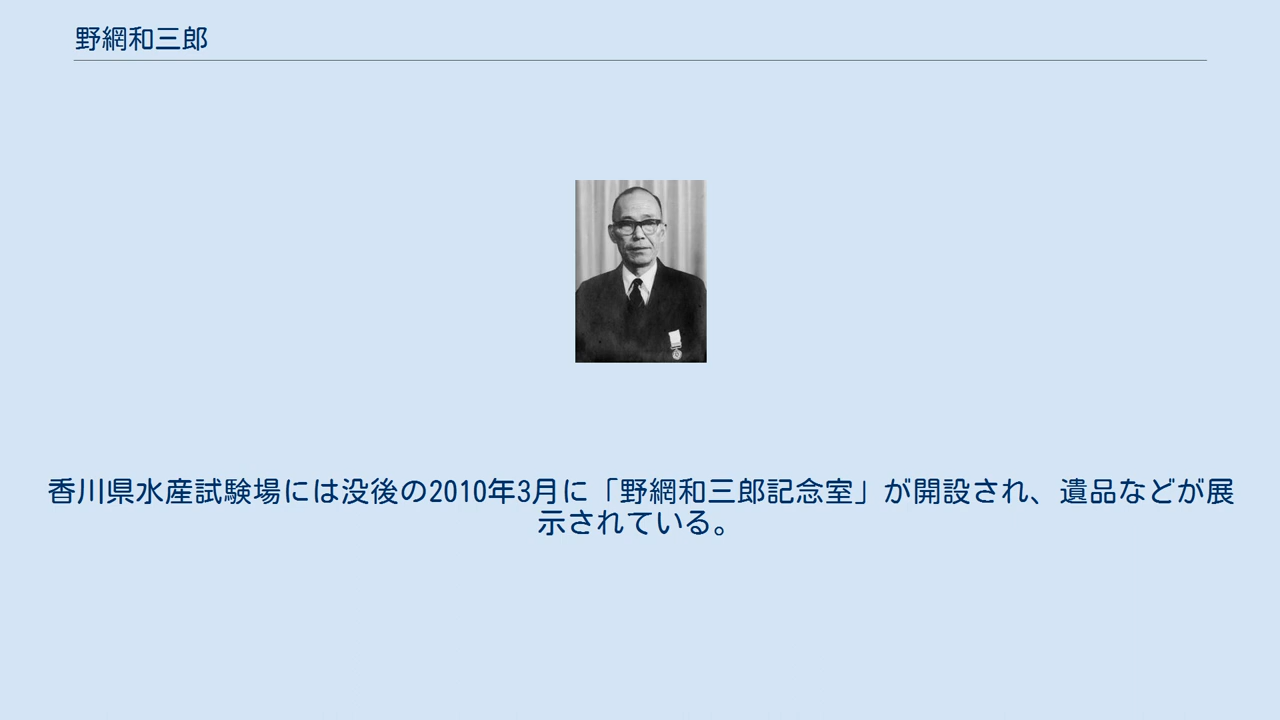 野網和三郎
香川県水産試験場には没後の2010年3月に「野網和三郎記念室」が開設され、遺品などが展
示されている。